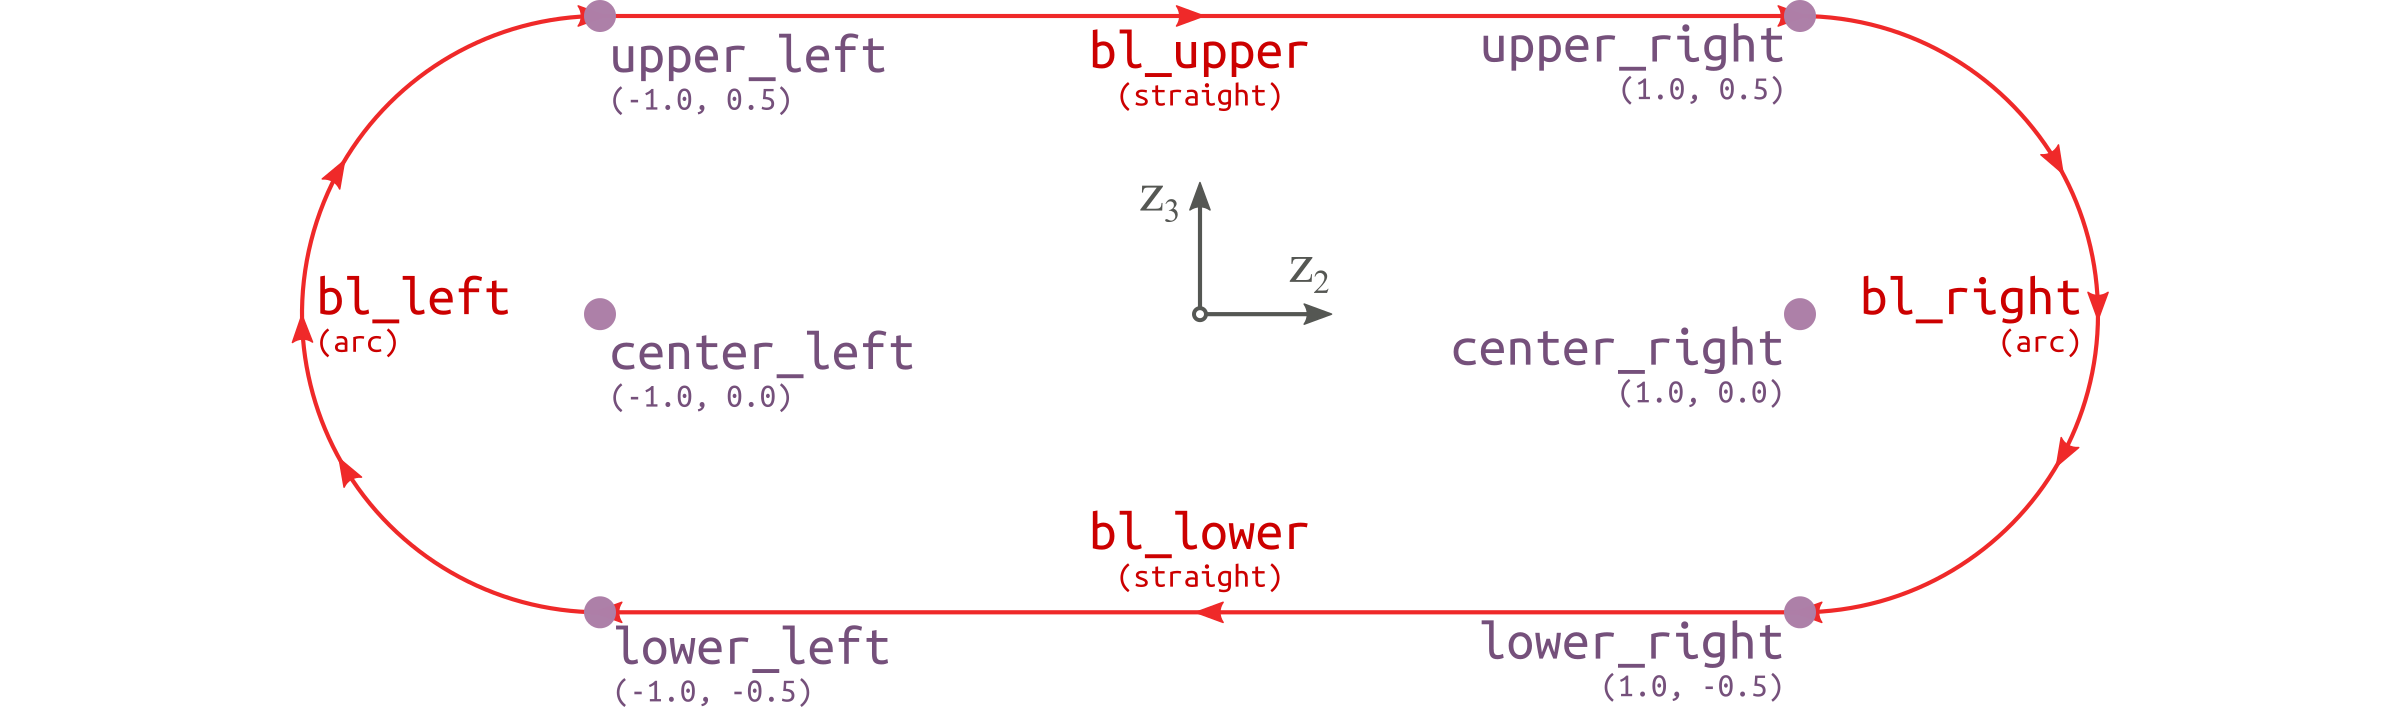 upper_left
(-1.0, 0.5)
bl_upper
(straight)
upper_right
(1.0, 0.5)
z3
z2
bl_left
(arc)
center_left
(-1.0, 0.0)
center_right
(1.0, 0.0)
bl_right
(arc)
bl_lower
(straight)
lower_left
(-1.0, -0.5)
lower_right
(1.0, -0.5)